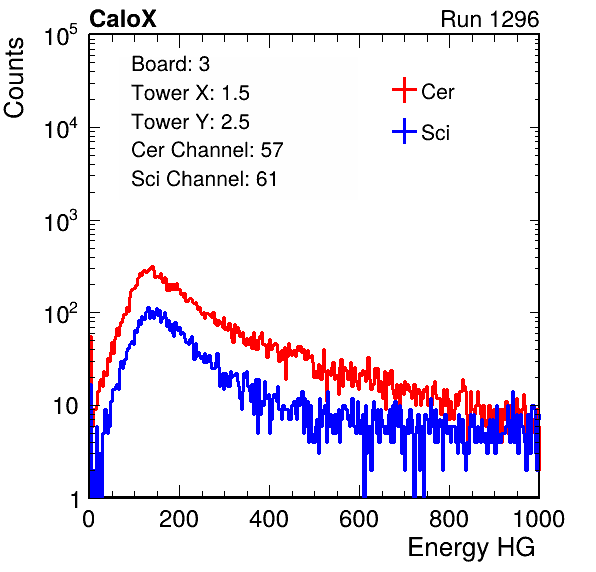 CaloX Run 1296
Counts
10^5
10^4
10^3
10^2
10
1
Board: 3
Tower X: 1.5
Tower Y: 2.5
Cer Channel: 57
Sci Channel: 61
Cer
Sci
0 200 400 600 800 1000
Energy HG